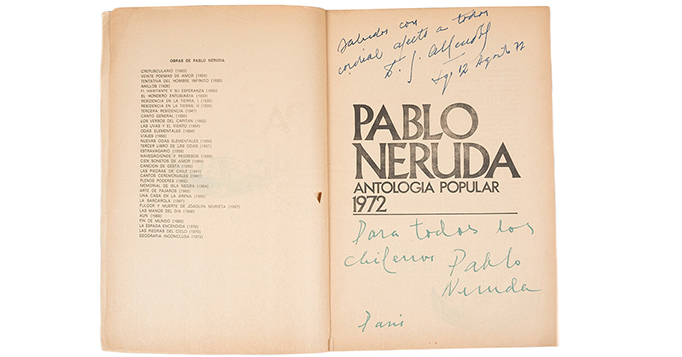 OBRAS DE PABLO NERUDA
CREPUSCULARIO (1923)
VEINTE POEMAS DE AMOR (1924)
TENTATIVA DEL HOMBRE INFINITO (1925)
ANILLOS (1926)
EL HABITANTE Y SU ESPERANZA (1926)
EL HONDERO ENTUSIASTA (1933)
RESIDENCIA EN LA TIERRA, I (1933)
RESIDENCIA EN LA TIERRA, II (1935)
TERCERA RESIDENCIA (1947)
CANTO GENERAL (1950)
LOS VERSOS DEL CAPITAN (1952)
LAS UVAS Y EL VIENTO (1954)
ODAS ELEMENTALES (1954)
VIAJES (1955)
NUEVAS ODAS ELEMENTALES (1956)
TERCER LIBRO DE LAS ODAS (1957)
ESTRAVAGARIO (1958)
NAVEGACIONES Y REGRESOS (1959)
CIEN SONETOS DE AMOR (1959)
CANCION DE GESTA (1960)
LAS PIEDRAS DE CHILE (1961)
CANTOS CEREMONIALES (1961)
PLENOS PODERES (1962)
MEMORIAL DE ISLA NEGRA (1964)
ARTE DE PAJAROS (1966)
UNA CASA EN LA ARENA (1966)
LA BARCAROLA (1967)
FULGOR Y MUERTE DE JOAQUIN MURIETA (1967)
LAS MANOS DEL DIA (1968)
AUN (1969)
FIN DE MUNDO (1969)
LA ESPADA ENCENDIDA (1970)
LAS PIEDRAS DEL CIELO (1970)
GEOGRAFIA INFRUCTUOSA (1972)
Saludos con
cordial afecto a todos
Dr. S. Allende
12 Agosto 72
PABLO
NERUDA
ANTOLOGIA POPULAR
1972
Para todos los
chilenos Pablo
Neruda
Paris